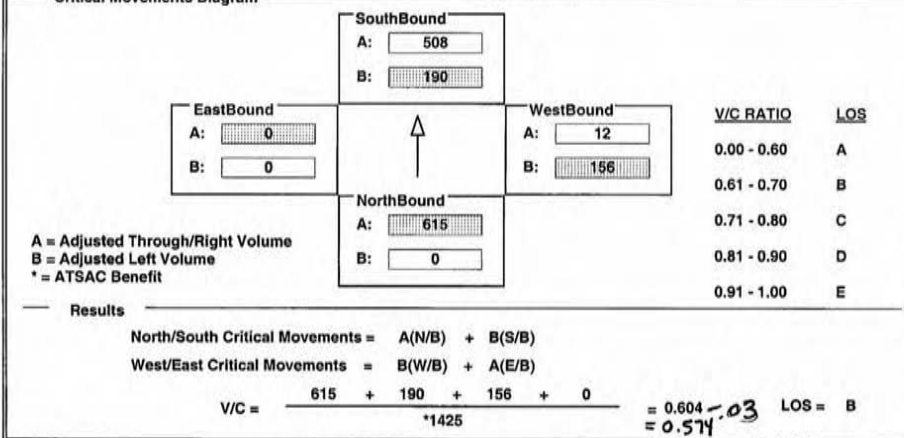 Critical Movements Diagram
SouthBound
A: 508
B: 190
EastBound
A: 0
B: 0
WestBound
A: 12
B: 156
NorthBound
A: 615
B: 0
V/C RATIO LOS
0.00 - 0.60 A
0.61 - 0.70 B
0.71 - 0.80 C
0.81 - 0.90 D
0.91 - 1.00 E
A = Adjusted Through/Right Volume
B = Adjusted Left Volume
* = ATSAC Benefit
Results
North/South Critical Movements = A(N/B) + B(S/B)
West/East Critical Movements = B(W/B) + A(E/B)
V/C = 615 + 190 + 156 + 0
*1425
= 0.604 -.03 LOS = B
= 0.574